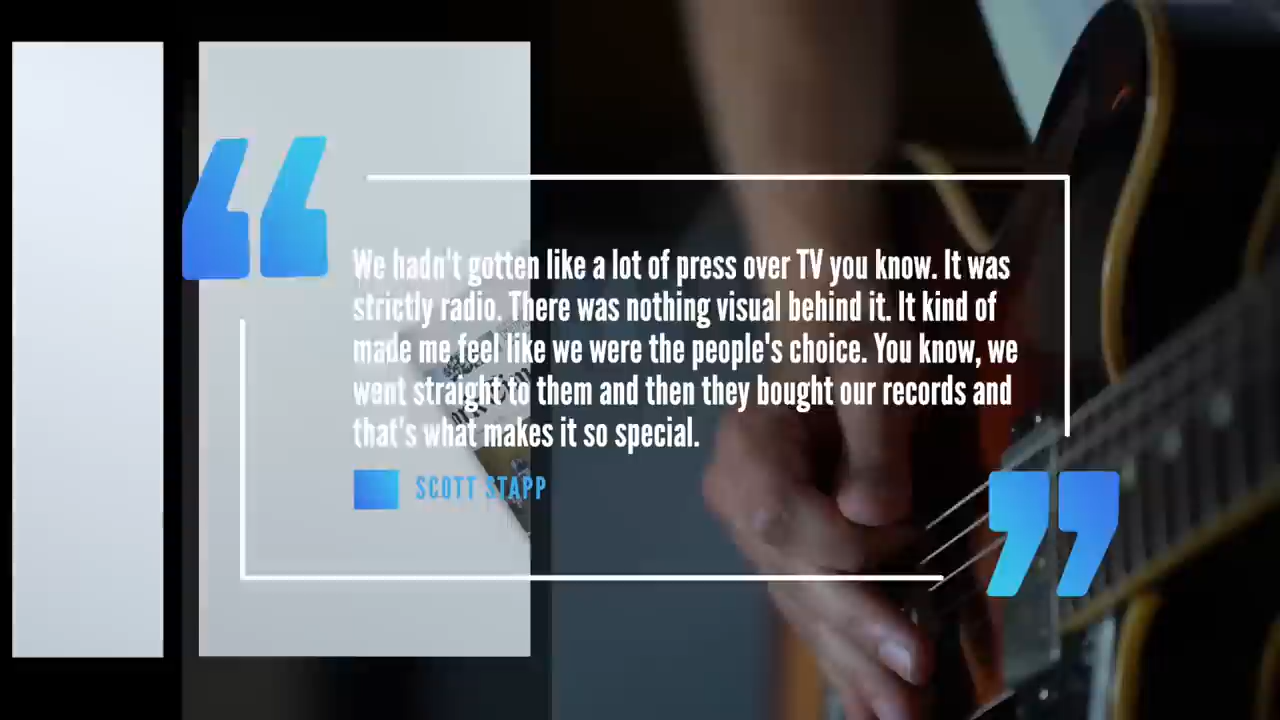 We hadn't gotten like a lot of press over TV you know. It was
strictly radio. There was nothing visual behind it. It kind of
made me feel like we were the people's choice. You know, we
went straight to them and then they bought our records and
that's what makes it so special.
SCOTT STAPP